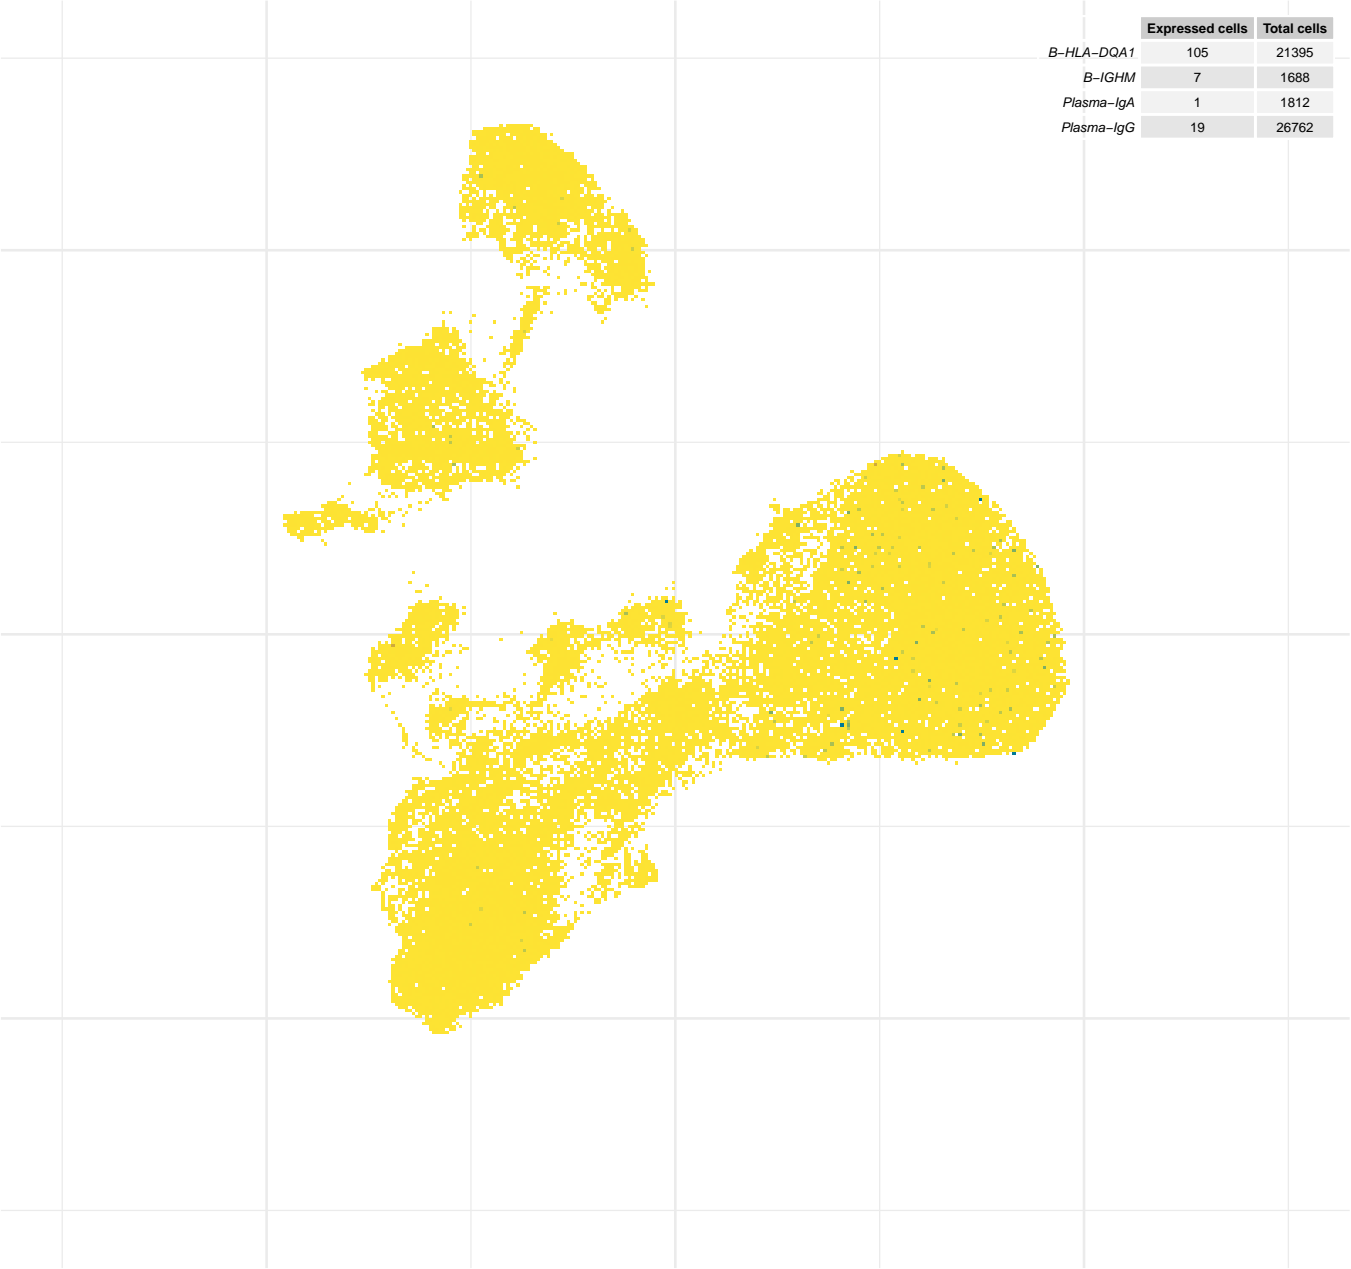 Expressed cells Total cells
B−HLA−DQA1 105 21395
B−IGHM 7 1688
Plasma−IgA 1 1812
Plasma−IgG 19 26762